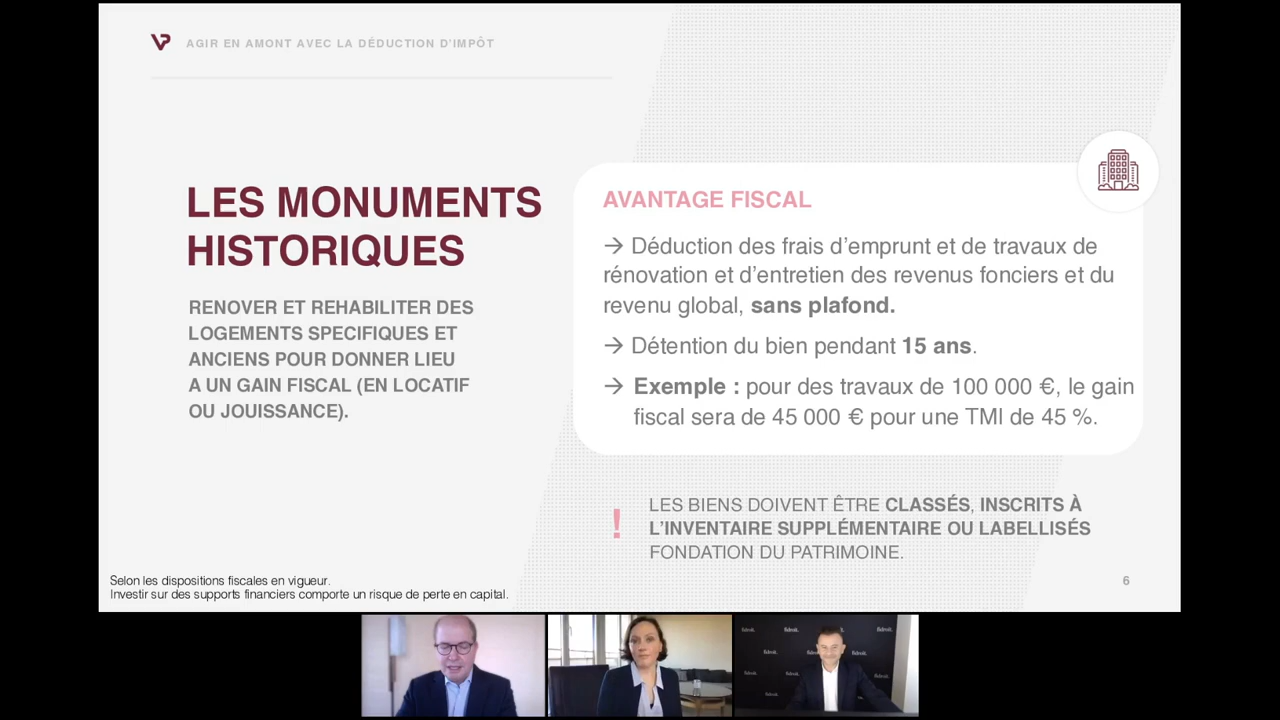 AGIR EN AMONT AVEC LA DÉDUCTION D'IMPÔT
LES MONUMENTS
HISTORIQUES
RENOVER ET REHABILITER DES
LOGEMENTS SPECIFIQUES ET
ANCIENS POUR DONNER LIEU
A UN GAIN FISCAL (EN LOCATIF
OU JOUISSANCE).
AVANTAGE FISCAL
→ Déduction des frais d'emprunt et de travaux de
rénovation et d'entretien des revenus fonciers et du
revenu global, sans plafond.
→ Détention du bien pendant 15 ans.
→ Exemple : pour des travaux de 100 000 €, le gain
fiscal sera de 45 000 € pour une TMI de 45 %.
! LES BIENS DOIVENT ÊTRE CLASSÉS, INSCRITS À
L'INVENTAIRE SUPPLÉMENTAIRE OU LABELLISÉS
FONDATION DU PATRIMOINE.
Selon les dispositions fiscales en vigueur.
Investir sur des supports financiers comporte un risque de perte en capital.
6
fidroit.
fidroit.
fidroit.
fidroit.